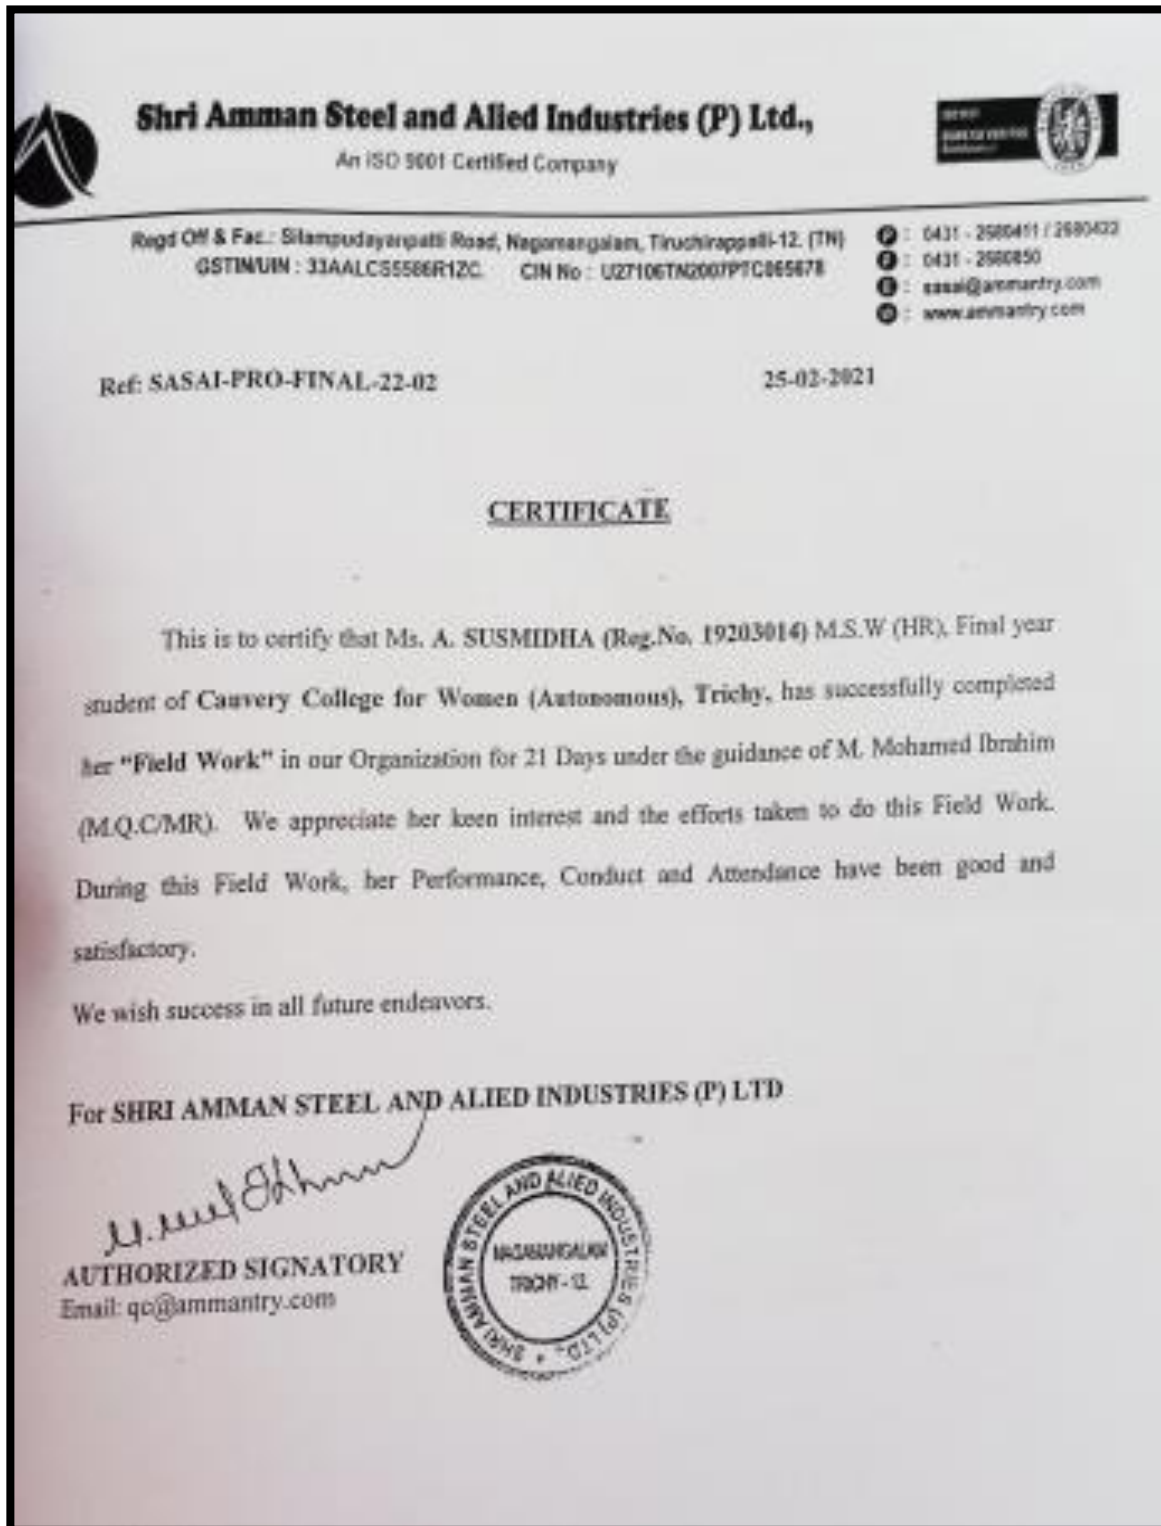 Shri Amman Steel and Alied Industries (P) Ltd.,
An ISO 9001 Certified Company
Regd Off & Fac.: Silampudayanpatti Road, Nagamangalam, Tiruchirappalli-12. (TN)
GSTIN/UIN : 33AALCS5586R1ZC. CIN No : U27106TN2007PTC065678
P : 0431 - 2680411 / 2680422
F : 0431 - 2680850
E : sasai@ammantry.com
W : www.ammantry.com
Ref: SASAI-PRO-FINAL-22-02 25-02-2021
CERTIFICATE
This is to certify that Ms. A. SUSMIDHA (Reg.No. 19203014) M.S.W (HR), Final year
student of Cauvery College for Women (Autonomous), Trichy, has successfully completed
her "Field Work" in our Organization for 21 Days under the guidance of M. Mohamed Ibrahim
(M.Q.C/MR). We appreciate her keen interest and the efforts taken to do this Field Work.
During this Field Work, her Performance, Conduct and Attendance have been good and
satisfactory.
We wish success in all future endeavors.
For SHRI AMMAN STEEL AND ALIED INDUSTRIES (P) LTD
AUTHORIZED SIGNATORY
Email: qc@ammantry.com
SHRI AMMAN STEEL AND ALIED INDUSTRIES (P) LTD.,
NAGAMANGALAM
TRICHY - 12.